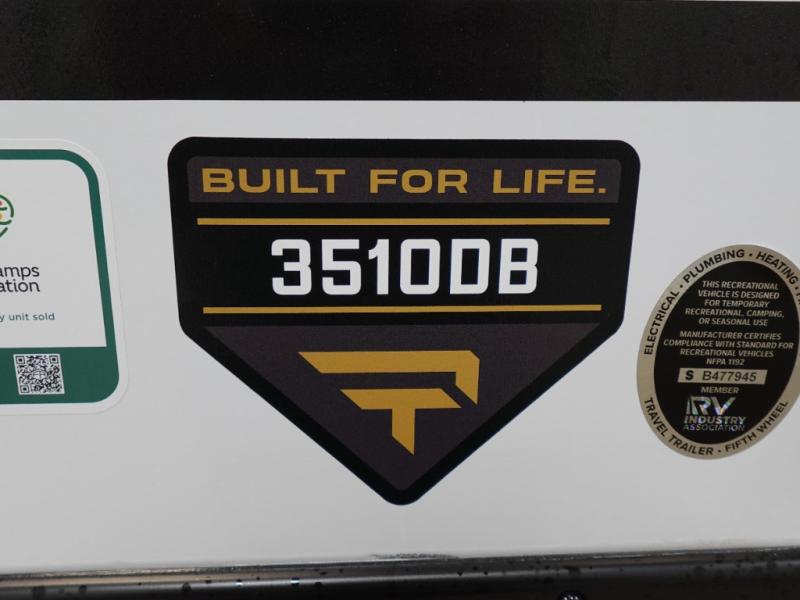 BUILT FOR LIFE.
3510DB
y unit sold
ELECTRICAL · PLUMBING · HEATING ·
THIS RECREATIONAL
VEHICLE IS DESIGNED
FOR TEMPORARY
RECREATIONAL, CAMPING,
OR SEASONAL USE
MANUFACTURER CERTIFIES
COMPLIANCE WITH STANDARD FOR
RECREATIONAL VEHICLES
NFPA 1192
S B477945
MEMBER
RV
INDUSTRY
ASSOCIATION
TRAVEL TRAILER · FIFTH WHEEL